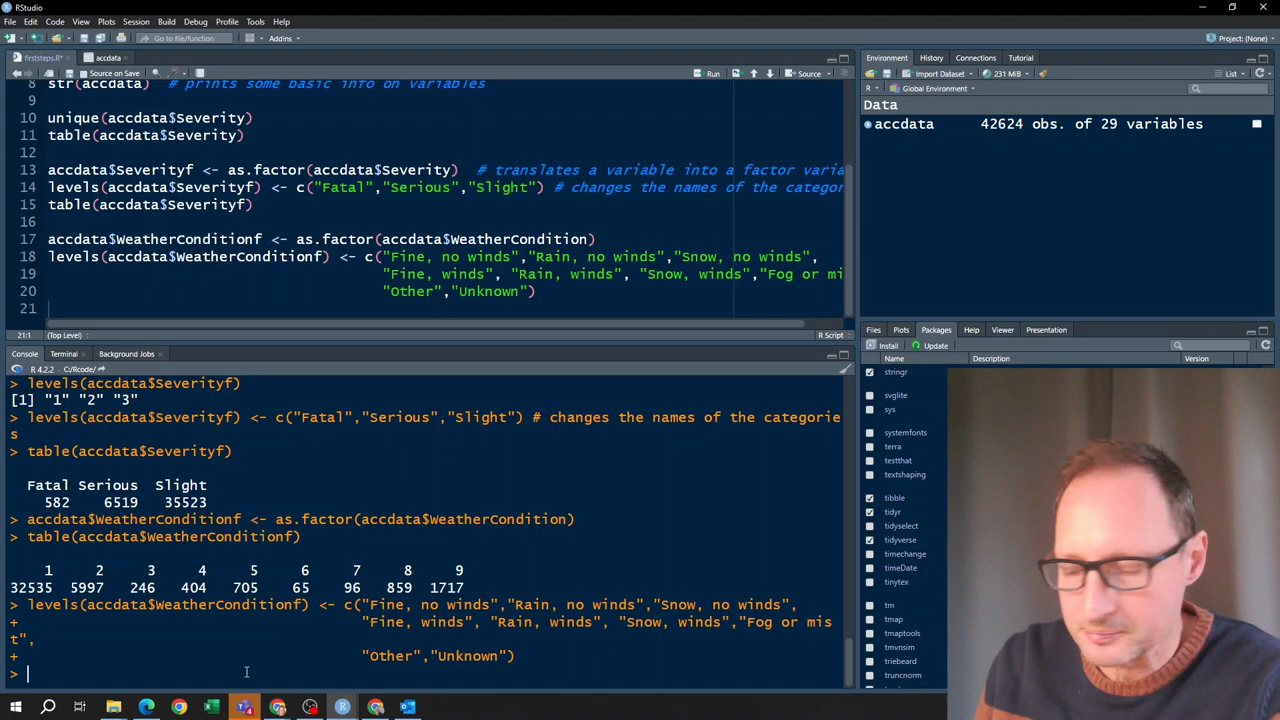 RStudio
File Edit Code View Plots Session Build Debug Profile Tools Help
Go to file/function Addins Project: (None)
firststeps.R* accdata
Source on Save Run Source
8 str(accdata) # prints some basic info on variables
9
10 unique(accdata$Severity)
11 table(accdata$Severity)
12
13 accdata$Severityf <- as.factor(accdata$Severity) # translates a variable into a factor varia
14 levels(accdata$Severityf) <- c("Fatal","Serious","Slight") # changes the names of the categor
15 table(accdata$Severityf)
16
17 accdata$WeatherConditionf <- as.factor(accdata$WeatherCondition)
18 levels(accdata$WeatherConditionf) <- c("Fine, no winds","Rain, no winds","Snow, no winds",
19 "Fine, winds", "Rain, winds", "Snow, winds","Fog or mi
20 "Other","Unknown")
21
21:1 (Top Level) R Script
Console Terminal Background Jobs
R 4.2.2 · C:/Rcode/
> levels(accdata$Severityf)
[1] "1" "2" "3"
> levels(accdata$Severityf) <- c("Fatal","Serious","Slight") # changes the names of the categorie
s
> table(accdata$Severityf)
Fatal Serious Slight
582 6519 35523
> accdata$WeatherConditionf <- as.factor(accdata$WeatherCondition)
> table(accdata$WeatherConditionf)
1 2 3 4 5 6 7 8 9
32535 5997 246 404 705 65 96 859 1717
> levels(accdata$WeatherConditionf) <- c("Fine, no winds","Rain, no winds","Snow, no winds",
+ "Fine, winds", "Rain, winds", "Snow, winds","Fog or mis
t",
+ "Other","Unknown")
>
Environment History Connections Tutorial
Import Dataset 231 MiB List
R Global Environment
Data
accdata 42624 obs. of 29 variables
Files Plots Packages Help Viewer Presentation
Install Update
Name Description Version
stringr
svglite
sys
systemfonts
terra
testthat
textshaping
tibble
tidyr
tidyselect
tidyverse
timechange
timeDate
tinytex
tm
tmap
tmaptools
tmvnsim
triebeard
truncnorm